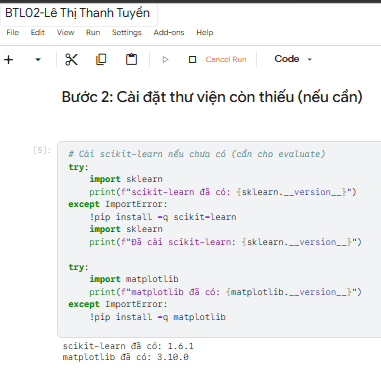 BTL02-Lê Thị Thanh Tuyền
File Edit View Run Settings Add-ons Help
Cancel Run Code
Bước 2: Cài đặt thư viện còn thiếu (nếu cần)
[5]:
# Cài scikit-learn nếu chưa có (cần cho evaluate)
try:
    import sklearn
    print(f"scikit-learn đã có: {sklearn.__version__}")
except ImportError:
    !pip install -q scikit-learn
    import sklearn
    print(f"Đã cài scikit-learn: {sklearn.__version__}")
try:
    import matplotlib
    print(f"matplotlib đã có: {matplotlib.__version__}")
except ImportError:
    !pip install -q matplotlib
scikit-learn đã có: 1.6.1
matplotlib đã có: 3.10.0